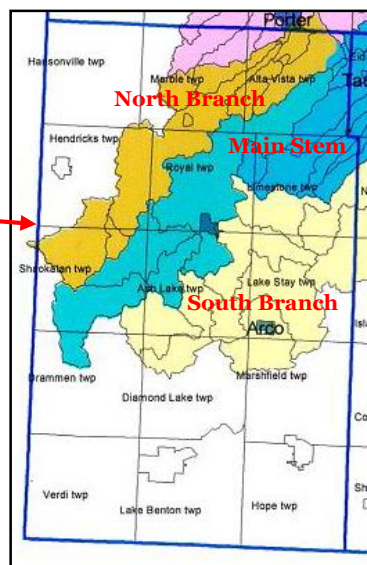 Porter
Hansonville twp
Marble twp
Alta Vista twp
North Branch
Hendricks twp
Main Stem
Royal twp
Limestone twp
Shaokatan twp
Ash Lake twp
Lake Stay twp
South Branch
Arco
Drammen twp
Marshfield twp
Diamond Lake twp
Verdi twp
Lake Benton twp
Hope twp